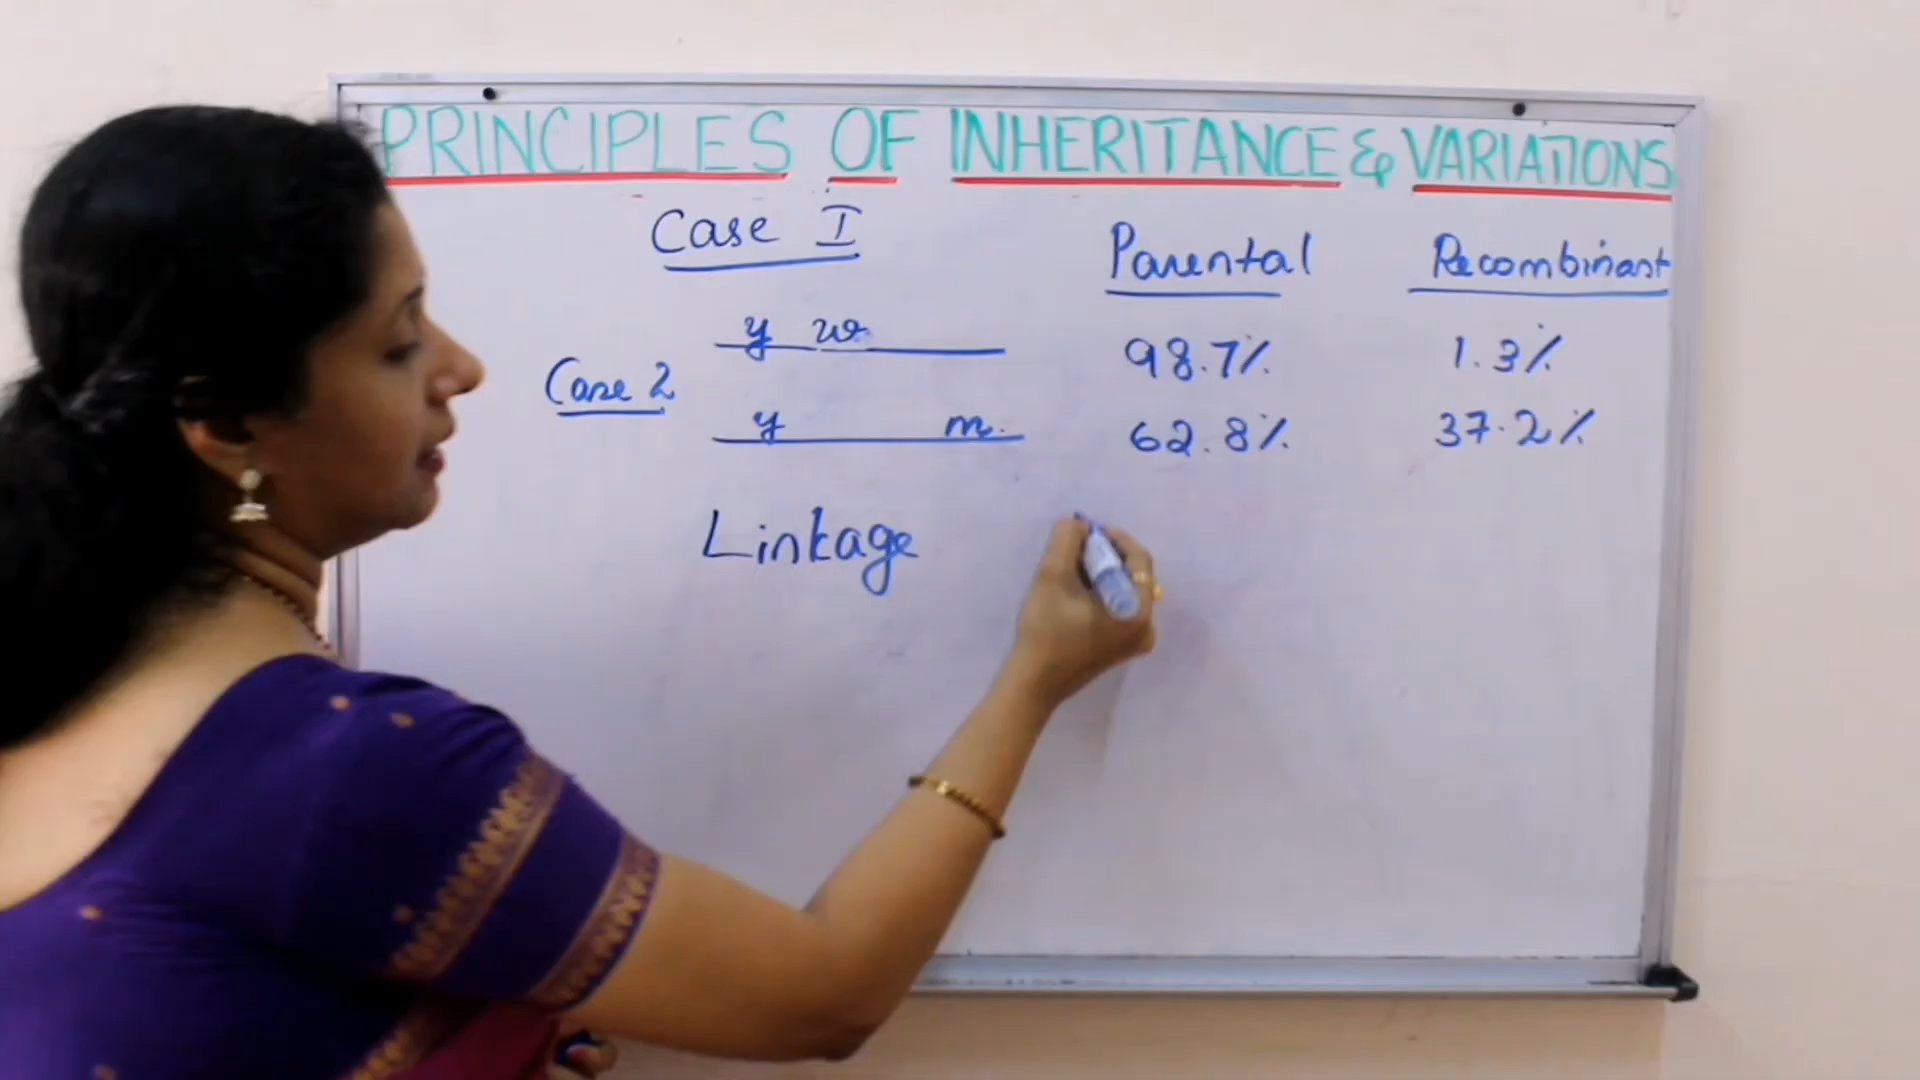 PRINCIPLES OF INHERITANCE & VARIATIONS
Case I
Parental Recombinant
y w 98.7% 1.3%
Case 2
y m. 62.8% 37.2%
Linkage